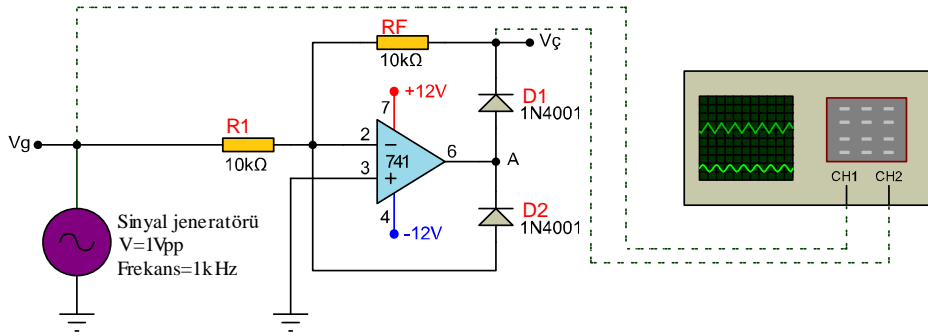 RF
10kΩ
Vç
+12V
7
D1
1N4001
R1
10kΩ
Vg
2
−
741
6
A
3
+
4
-12V
D2
1N4001
CH1
CH2
Sinyal jeneratörü
V=1Vpp
Frekans=1kHz